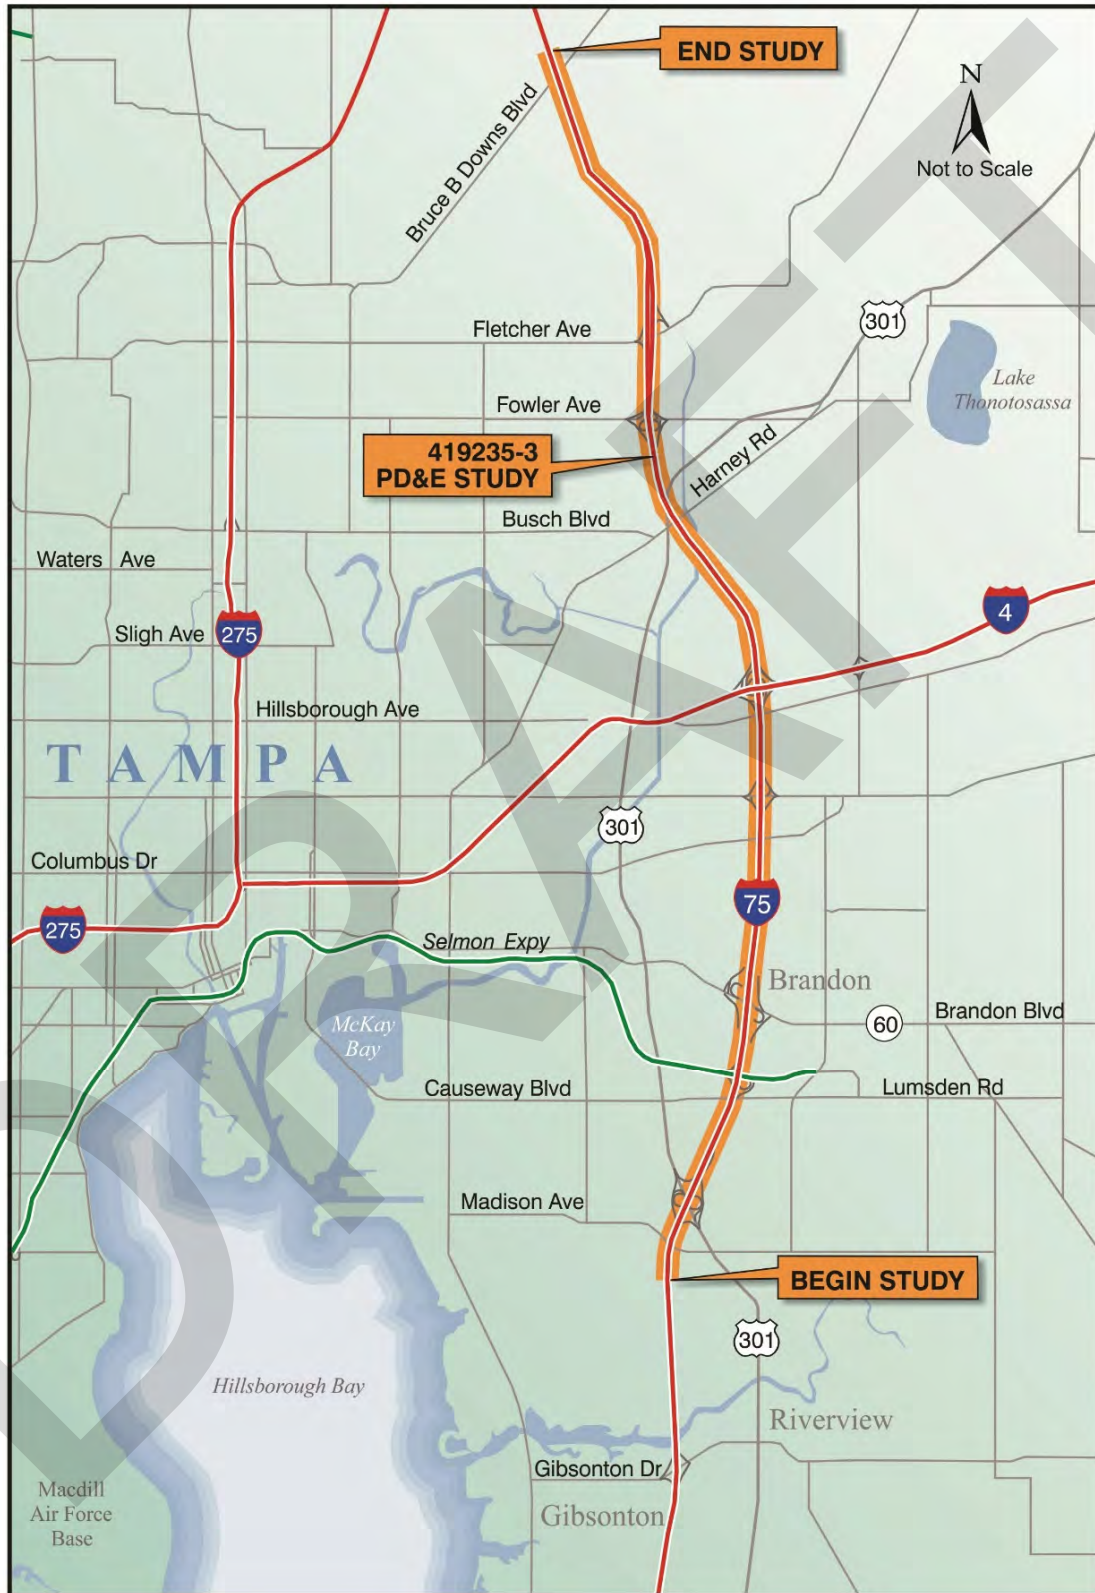 END STUDY
N
Not to Scale
Bruce B Downs Blvd
301
Fletcher Ave
Lake
Thonotosassa
Fowler Ave
419235-3
PD&E STUDY
Harney Rd
Busch Blvd
Waters Ave
4
Sligh Ave
275
Hillsborough Ave
TAMPA
301
Columbus Dr
75
275
Selmon Expy
Brandon
60
Brandon Blvd
McKay
Bay
Causeway Blvd
Lumsden Rd
Madison Ave
BEGIN STUDY
301
Hillsborough Bay
Riverview
Gibsonton Dr
Gibsonton
Macdill
Air Force
Base
DRAFT